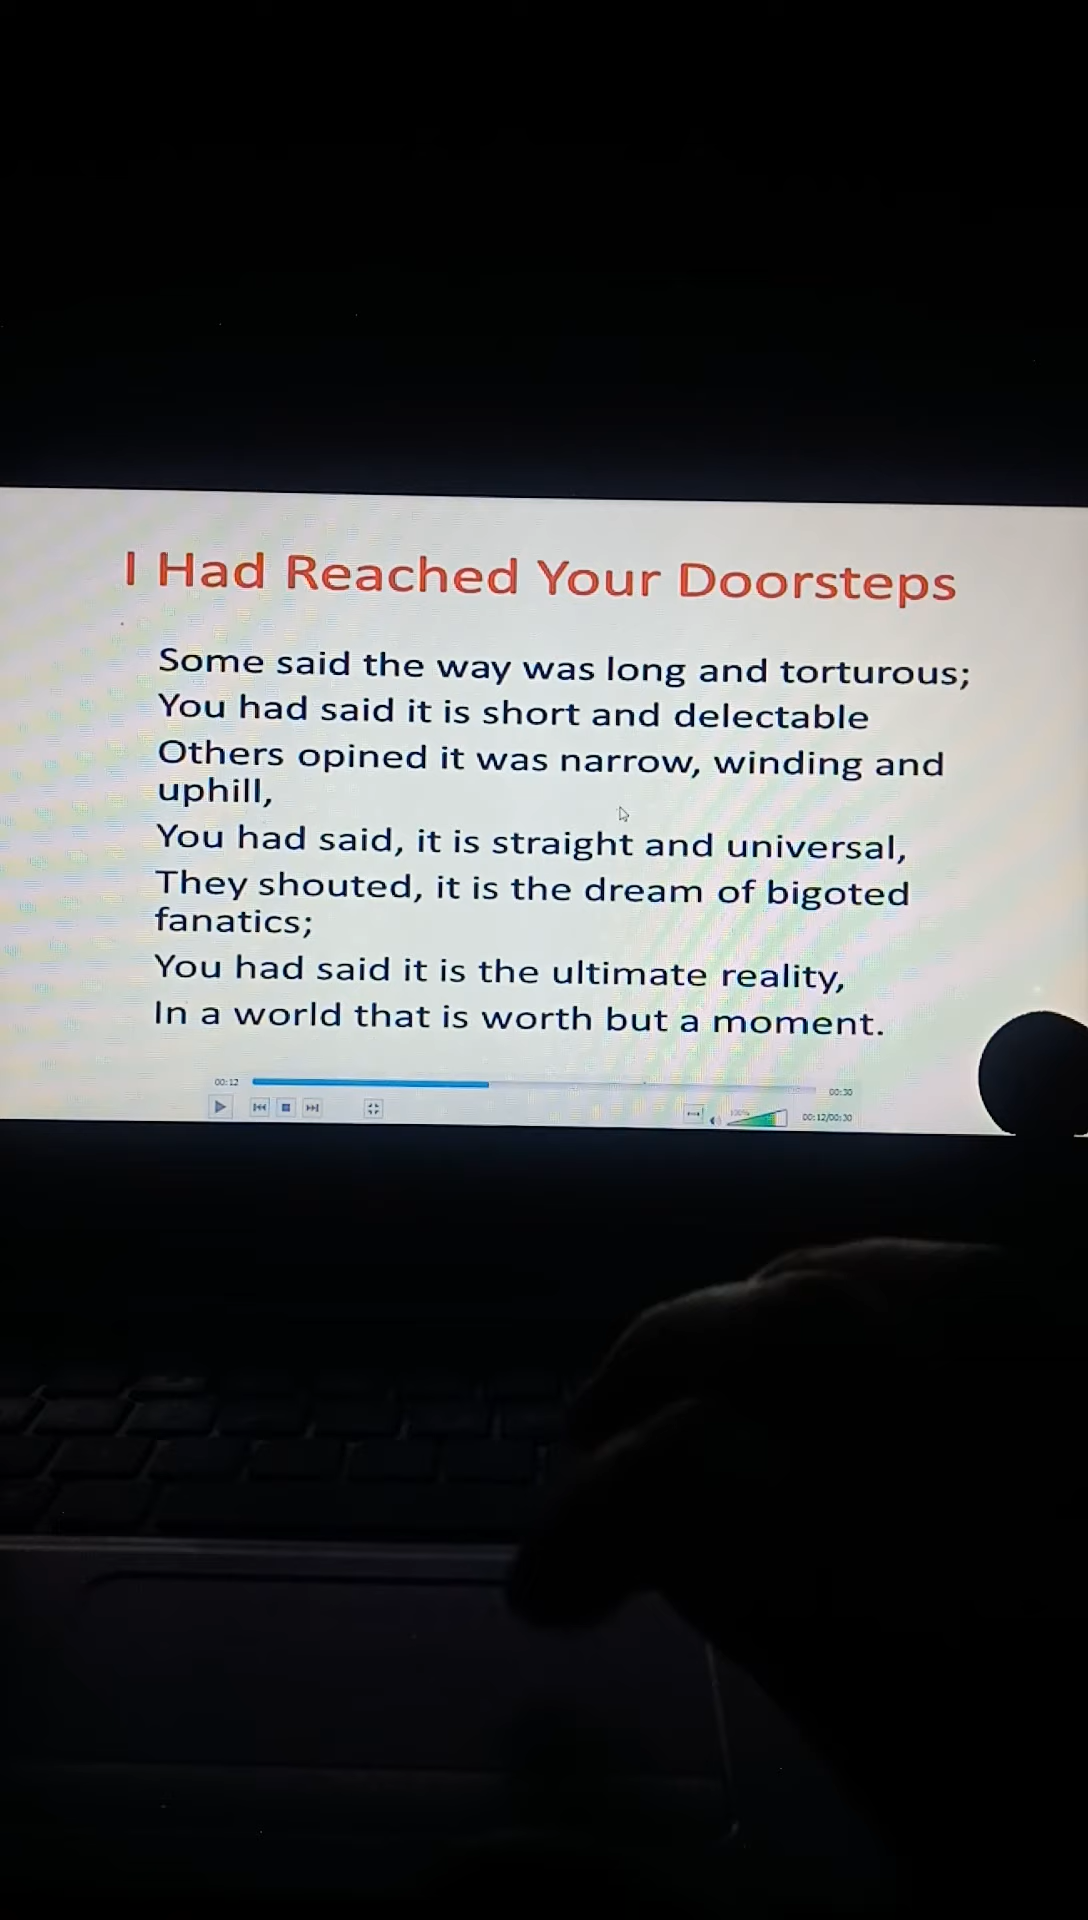 I Had Reached Your Doorsteps
Some said the way was long and torturous;
You had said it is short and delectable
Others opined it was narrow, winding and
uphill,
You had said, it is straight and universal,
They shouted, it is the dream of bigoted
fanatics;
You had said it is the ultimate reality,
In a world that is worth but a moment.
00:12
00:30
100%
00:12/00:30